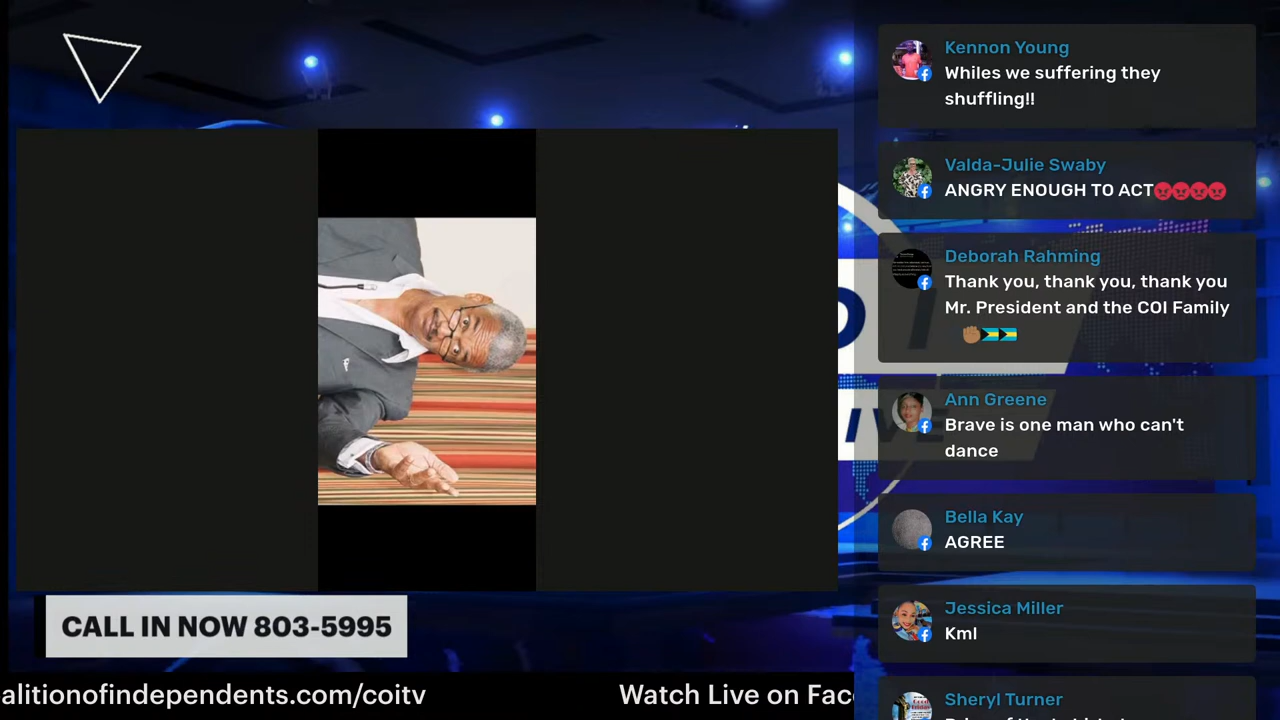 Kennon Young
Whiles we suffering they
shuffling!!
Valda-Julie Swaby
ANGRY ENOUGH TO ACT😡😡😡😡
Deborah Rahming
Thank you, thank you, thank you
Mr. President and the COI Family
✊🏽🇧🇸🇧🇸
Ann Greene
Brave is one man who can't
dance
Bella Kay
AGREE
Jessica Miller
Kml
Sheryl Turner
CALL IN NOW 803-5995
alitionofindependents.com/coitv
Watch Live on Fac